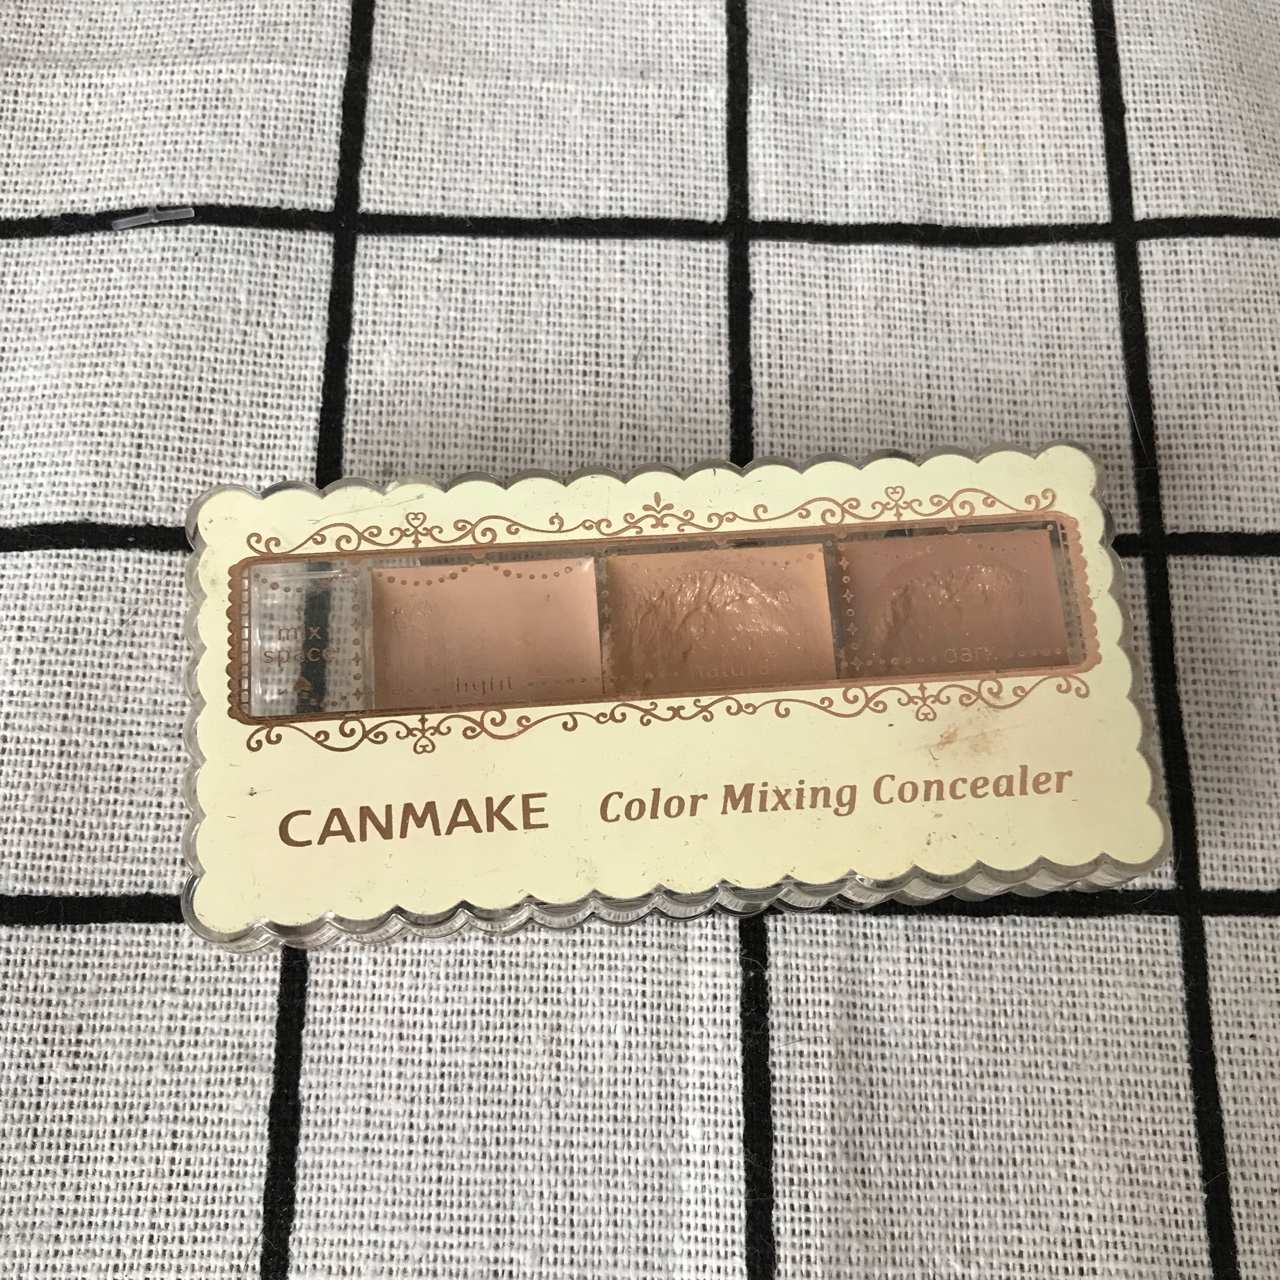 mix
space
light
natural
dark
CANMAKE Color Mixing Concealer